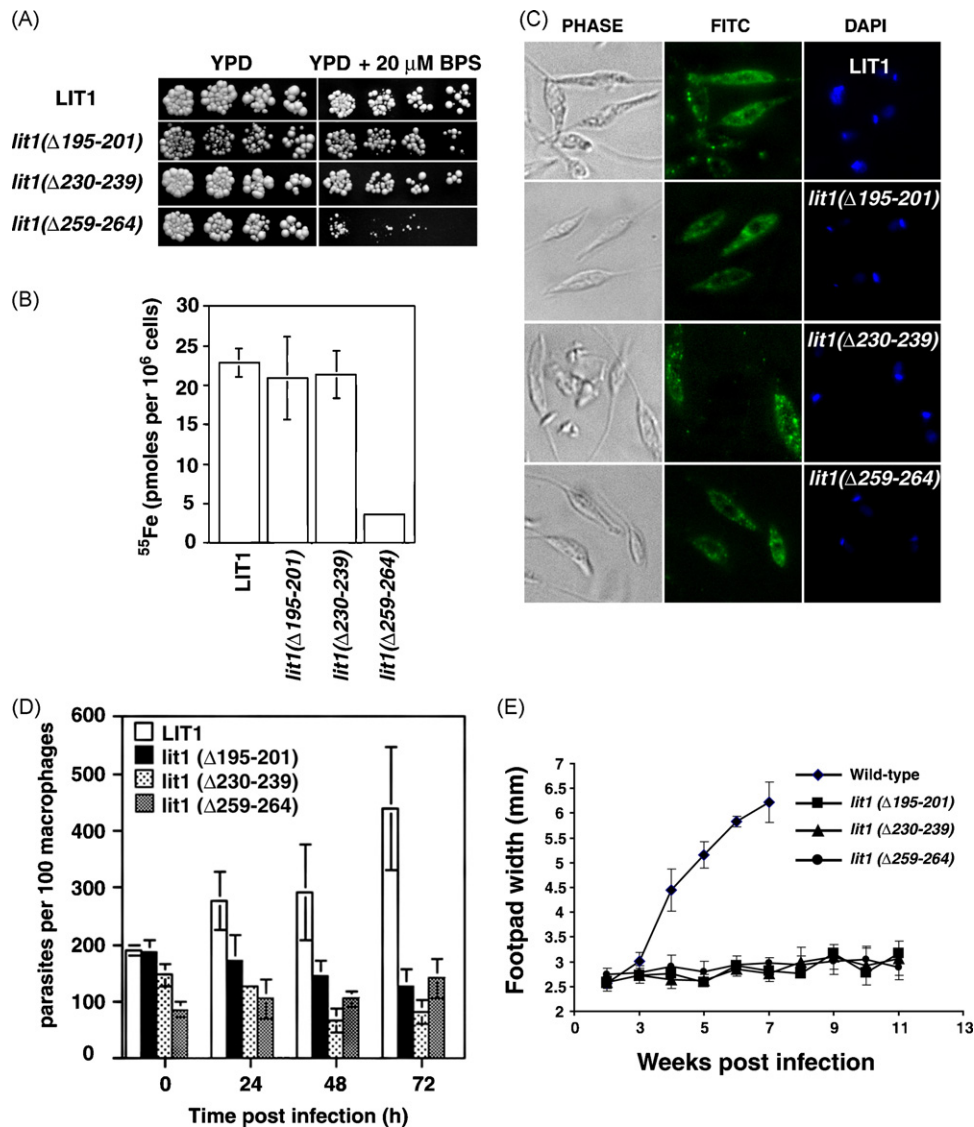 (A)
YPD
YPD + 20 μM BPS
LIT1
lit1(Δ195-201)
lit1(Δ230-239)
lit1(Δ259-264)
(B)
⁵⁵Fe (pmoles per 10⁶ cells)
30
25
20
15
10
5
0
LIT1
lit1(Δ195-201)
lit1(Δ230-239)
lit1(Δ259-264)
(C)
PHASE
FITC
DAPI
LIT1
lit1(Δ195-201)
lit1(Δ230-239)
lit1(Δ259-264)
(D)
parasites per 100 macrophages
600
500
400
300
200
100
0
LIT1
lit1 (Δ195-201)
lit1 (Δ230-239)
lit1 (Δ259-264)
0
24
48
72
Time post infection (h)
(E)
Footpad width (mm)
7
6.5
6
5.5
5
4.5
4
3.5
3
2.5
2
Wild-type
lit1 (Δ195-201)
lit1 (Δ230-239)
lit1 (Δ259-264)
0
3
5
7
9
11
13
Weeks post infection